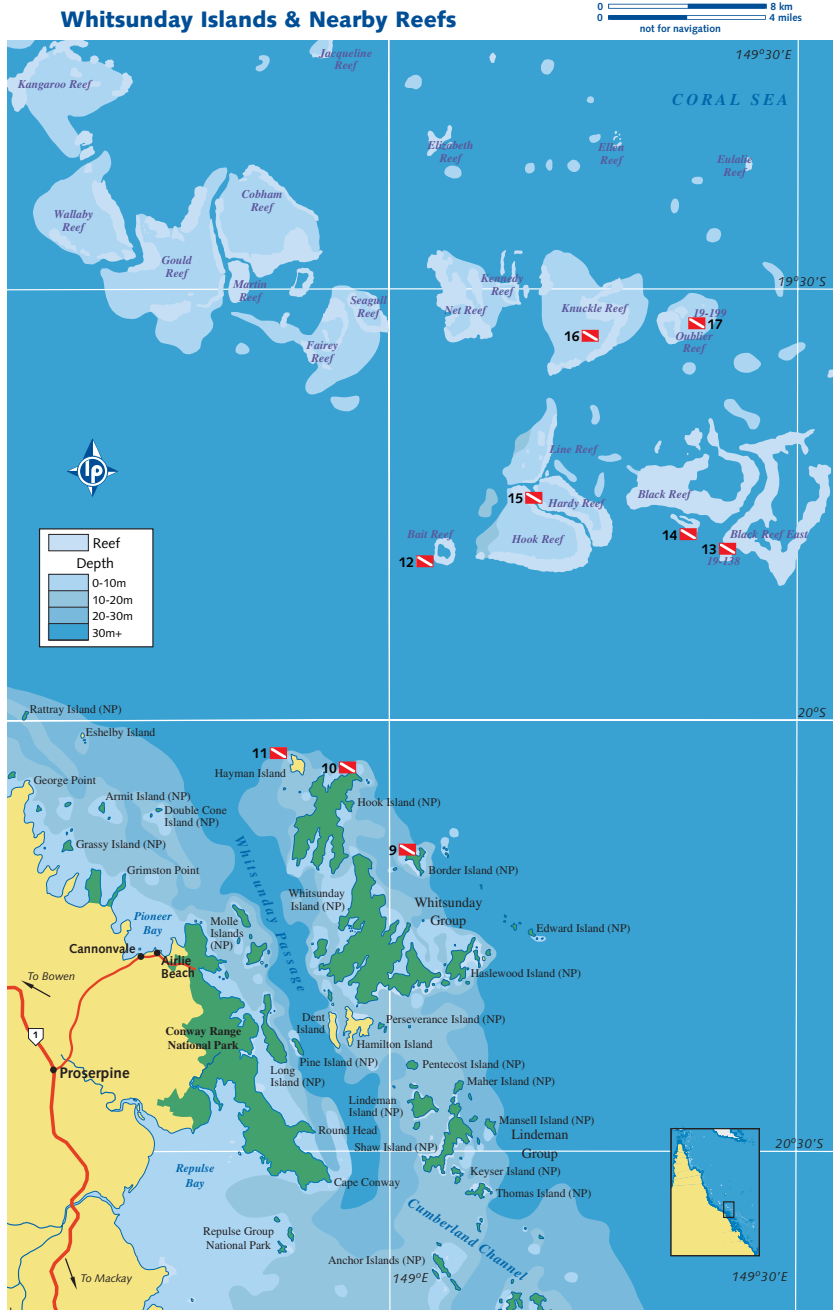 Whitsunday Islands & Nearby Reefs
0 8 km
0 4 miles
not for navigation
149°30'E
Jacqueline
Reef
Kangaroo Reef
CORAL SEA
Elizabeth
Reef
Ellen
Reef
Eulalie
Reef
Cobham
Reef
Wallaby
Reef
Gould
Reef
Martin
Reef
Kennedy
Reef
19°30'S
Seagull
Reef
Net Reef
Knuckle Reef
19-199
17
16
Oublier
Reef
Fairey
Reef
Line Reef
lp
15
Hardy Reef
Black Reef
Bait Reef
Hook Reef
14
Black Reef East
13
12
19-138
Reef
Depth
0-10m
10-20m
20-30m
30m+
Rattray Island (NP)
20°S
Eshelby Island
11
10
Hayman Island
George Point
Armit Island (NP)
Hook Island (NP)
Double Cone
Island (NP)
Grassy Island (NP)
9
Whitsunday Passage
Grimston Point
Border Island (NP)
Whitsunday
Island (NP)
Whitsunday
Group
Pioneer
Bay
Molle
Islands
(NP)
Edward Island (NP)
Cannonvale
Airlie
Beach
To Bowen
Haslewood Island (NP)
Dent
Island
Perseverance Island (NP)
1
Conway Range
National Park
Hamilton Island
Pine Island (NP)
Pentecost Island (NP)
Proserpine
Long
Island (NP)
Maher Island (NP)
Lindeman
Island (NP)
Mansell Island (NP)
Round Head
Lindeman
Group
20°30'S
Shaw Island (NP)
Repulse
Bay
Keyser Island (NP)
Cape Conway
Thomas Island (NP)
Cumberland Channel
Repulse Group
National Park
Anchor Islands (NP)
To Mackay
149°E
149°30'E